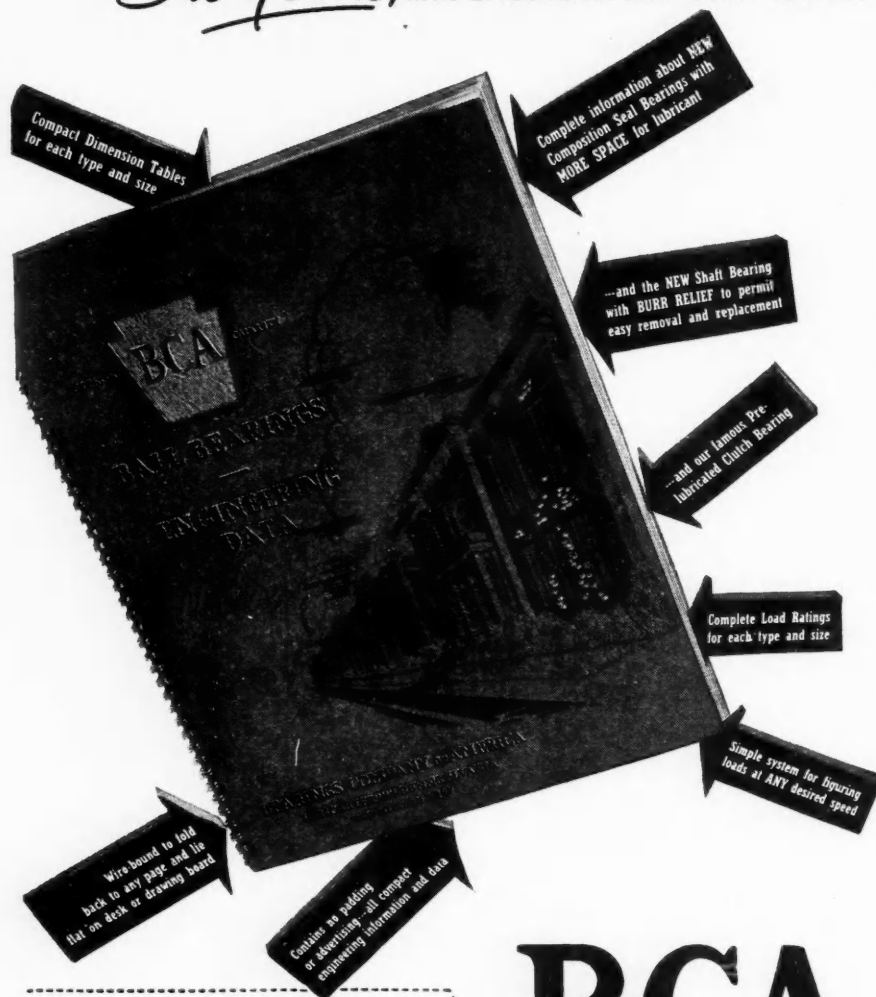 Compact Dimension Tables
for each type and size
Complete information about NEW
Composition Seal Bearings with
MORE SPACE for lubricant
...and the NEW Shaft Bearing
with BURR RELIEF to permit
easy removal and replacement
...and our famous Pre-
lubricated Clutch Bearing
Complete Load Ratings
for each type and size
Simple system for figuring
loads at ANY desired speed
BCA
BALL BEARINGS
ENGINEERING
DATA
BEARINGS COMPANY OF AMERICA
Wire-bound to fold
back to any page and lie
flat on desk or drawing board
Contains no padding
or advertising...all compact
engineering information and data
BCA